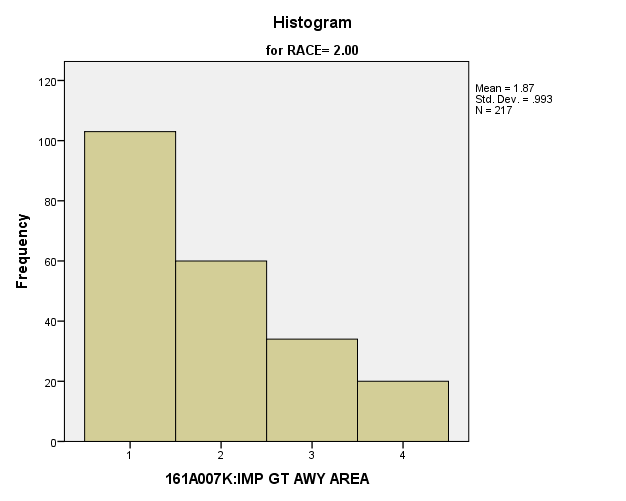 Histogram
for RACE= 2.00
Mean = 1.87
Std. Dev. = .993
N = 217
Frequency
120
100
80
60
40
20
0
1 2 3 4
161A007K:IMP GT AWY AREA